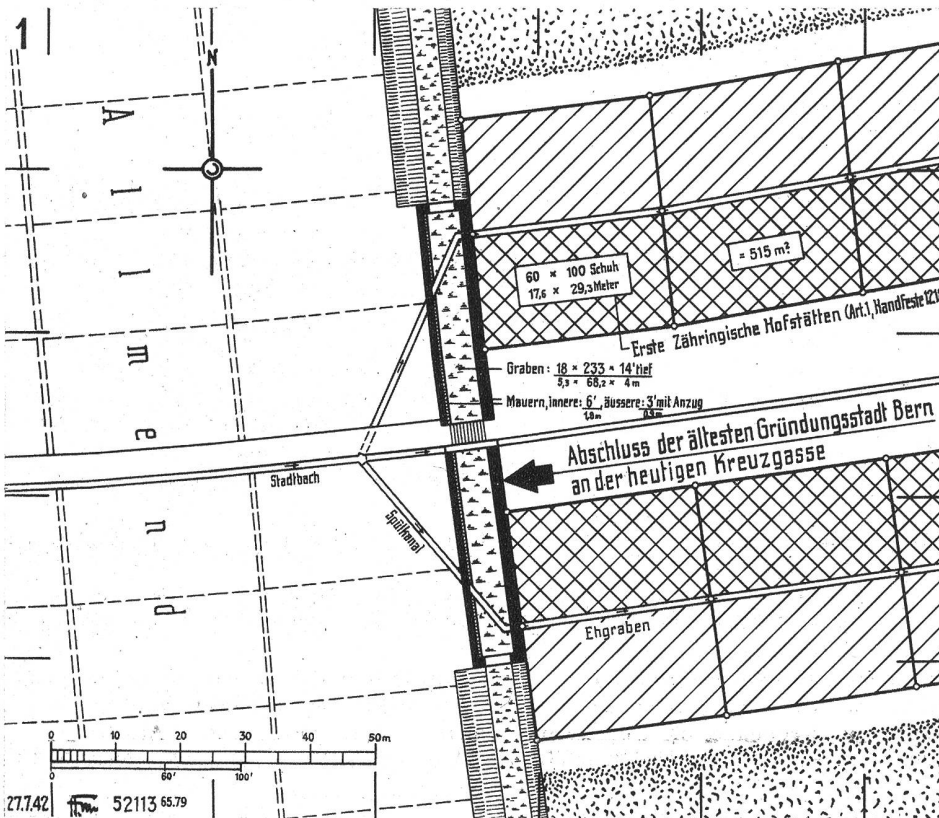 1
N
Allmend
60 × 100 Schuh
17,6 × 29,3 Meter
= 515 m²
Erste Zähringische Hofstätten (Art.1, Handfeste
Graben: 18 × 233 × 14' tief
5,3 × 68,2 × 4 m
Mauern, innere: 6', äussere: 3' mit Anzug
1,8m 0,9m
Abschluss der ältesten Gründungsstadt Bern
an der heutigen Kreuzgasse
Stadtbach
Spülkanal
Ehgraben
0 10 20 30 40 50m
0 60' 100'
27.7.42 52113 65.79